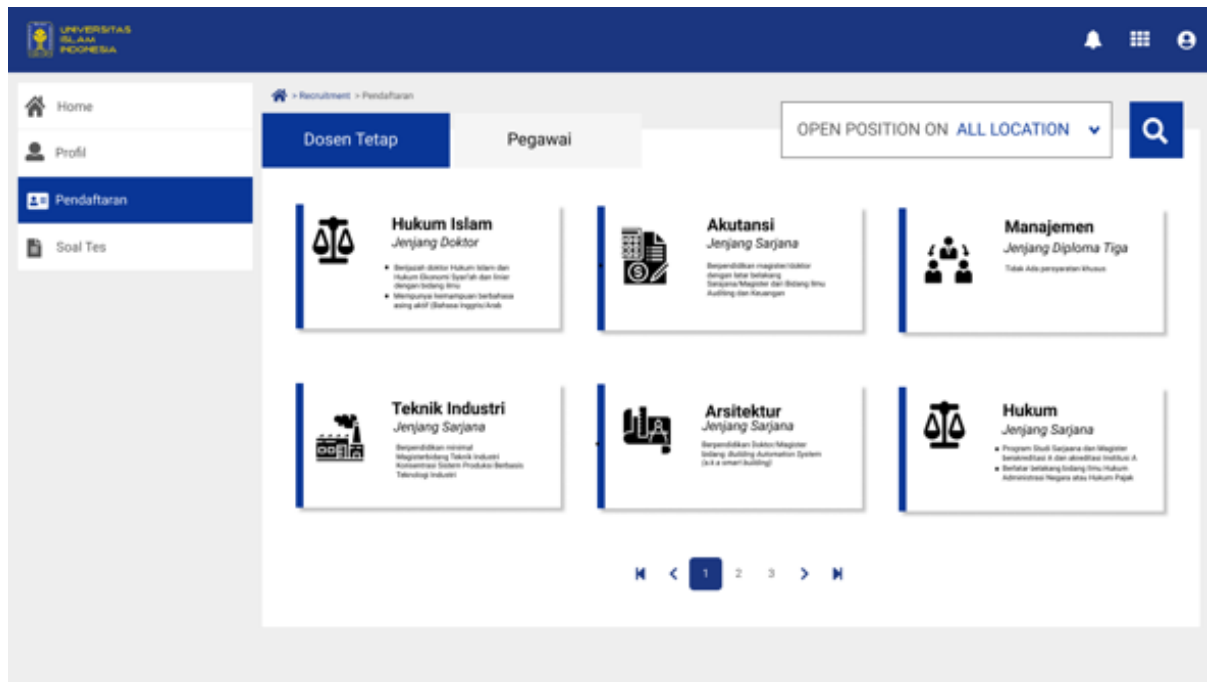 UNIVERSITAS
ISLAM
INDONESIA
Home
Profil
Pendaftaran
Soal Tes
> Recruitment > Pendaftaran
Dosen Tetap
Pegawai
OPEN POSITION ON ALL LOCATION
Hukum Islam
Jenjang Doktor
Berijazah doktor Hukum Islam dan
Hukum Ekonomi Syari'ah dan linier
dengan bidang ilmu
Mempunyai kemampuan berbahasa
asing aktif (Bahasa Inggris/Arab
Akutansi
Jenjang Sarjana
Berpendidikan magister/doktor
dengan latar belakang
Sarajana/Magister dari Bidang Ilmu
Auditing dan Keuangan
Manajemen
Jenjang Diploma Tiga
Tidak Ada persyaratan khusus
Teknik Industri
Jenjang Sarjana
Berpendidikan minimal
Magisterbidang Teknik Industri
Konsentrasi Sistem Produksi Berbasis
Teknologi Industri
Arsitektur
Jenjang Sarjana
Berpendidikan Doktor/Magister
bidang Building Automation System
(a.k.a smart building)
Hukum
Jenjang Sarjana
Program Studi Sarjaana dan Magister
berakreditasi A dan akreditasi Institusi A
Berlatar belakang bidang Ilmu Hukum
Administrasi Negara atau Hukum Pajak
1 2 3